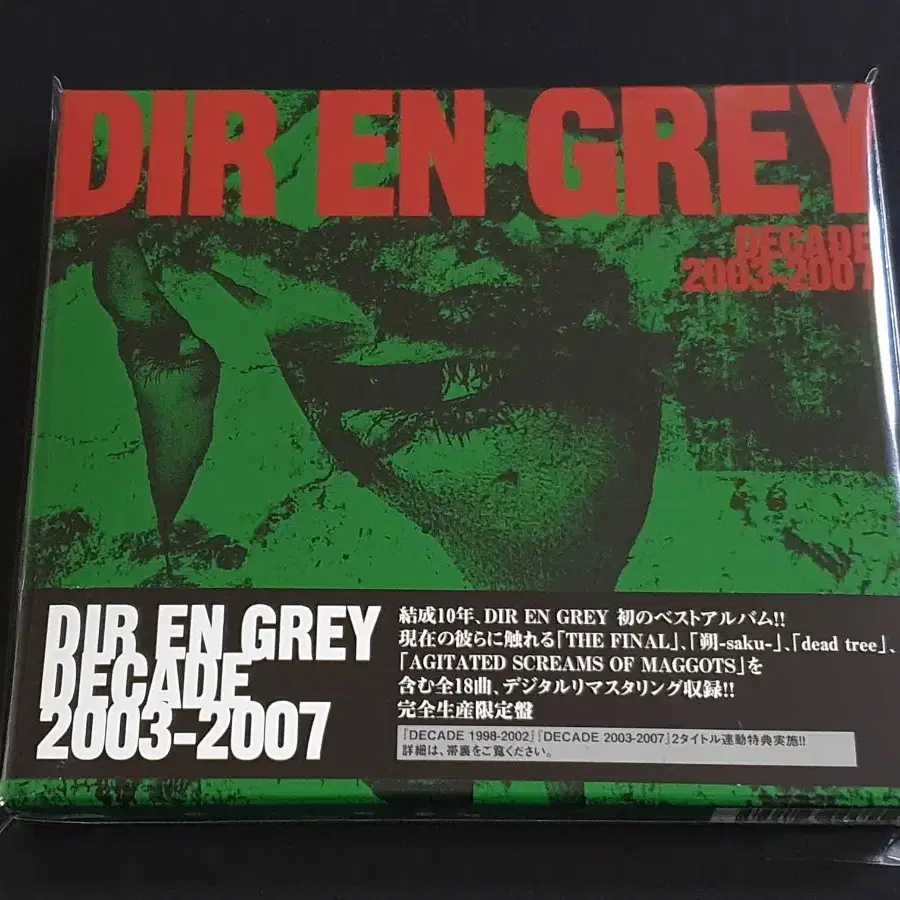 DIR EN GREY
DECADE
2003-2007
DIR EN GREY
DECADE
2003-2007
結成10年、DIR EN GREY 初のベストアルバム!!
現在の彼らに触れる「THE FINAL」、「朔-saku-」、「dead tree」、
「AGITATED SCREAMS OF MAGGOTS」を
含む全18曲、デジタルリマスタリング収録!!
完全生産限定盤
『DECADE 1998-2002』『DECADE 2003-2007』2タイトル連動特典実施!!
詳細は、帯裏をご覧ください。